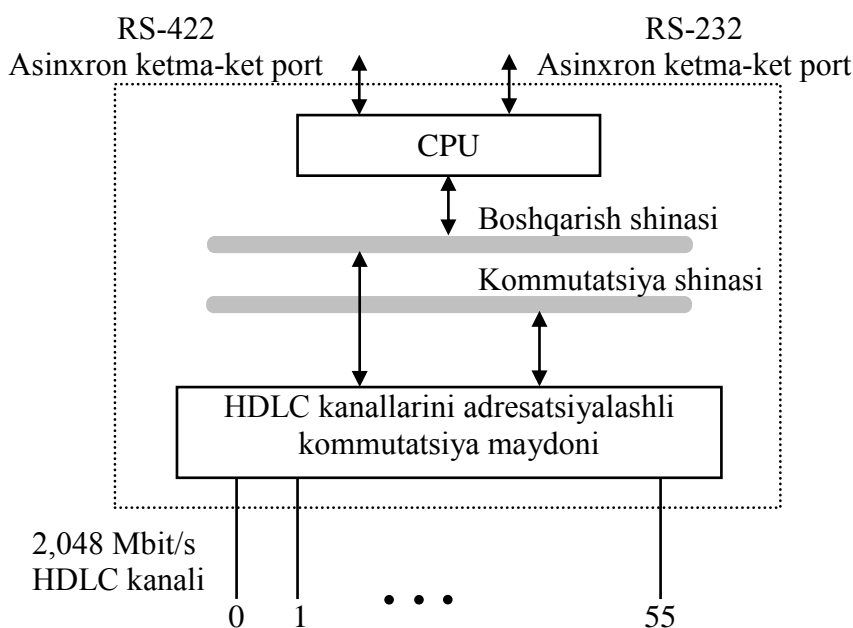 RS-422
Asinxron ketma-ket port
RS-232
Asinxron ketma-ket port
CPU
Boshqarish shinasi
Kommutatsiya shinasi
HDLC kanallarini adresatsiyalashli
kommutatsiya maydoni
2,048 Mbit/s
HDLC kanali
0 1 • • • 55